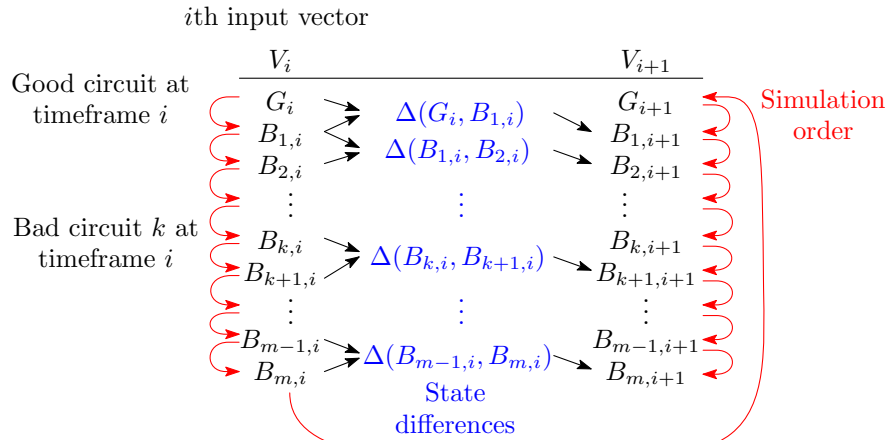 ith input vector
V_i V_{i+1}
Good circuit at
timeframe i
G_i Δ(G_i, B_{1,i}) G_{i+1}
Simulation
order
B_{1,i} B_{1,i+1}
Δ(B_{1,i}, B_{2,i})
B_{2,i} B_{2,i+1}
⋮ ⋮ ⋮
Bad circuit k at
timeframe i
B_{k,i} B_{k,i+1}
Δ(B_{k,i}, B_{k+1,i})
B_{k+1,i} B_{k+1,i+1}
⋮ ⋮ ⋮
B_{m−1,i} B_{m−1,i+1}
Δ(B_{m−1,i}, B_{m,i})
B_{m,i} B_{m,i+1}
State
differences